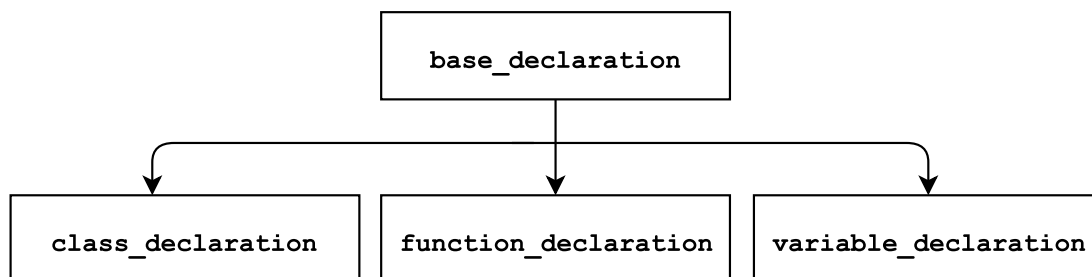 base_declaration
class_declaration
function_declaration
variable_declaration